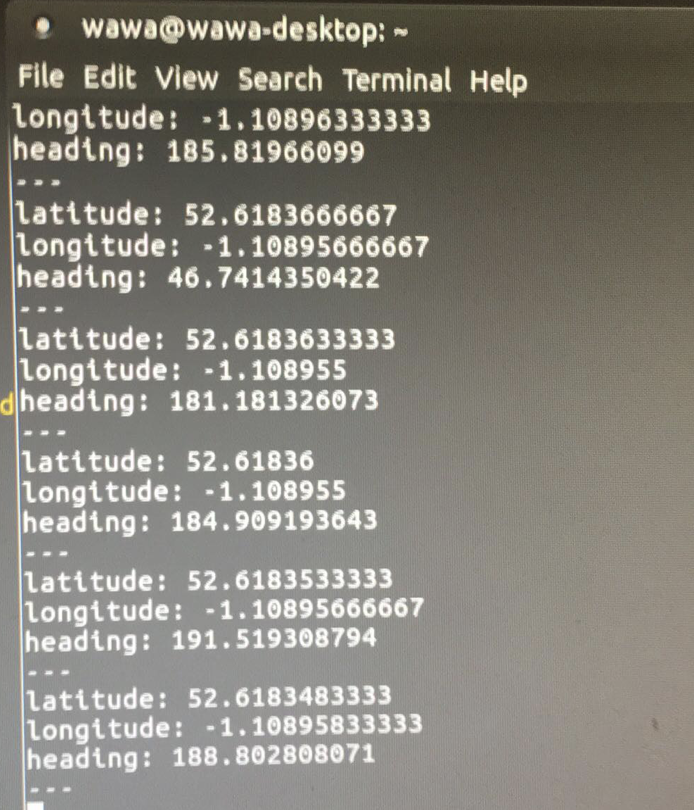 wawa@wawa-desktop: ~
File Edit View Search Terminal Help
longitude: -1.10896333333
heading: 185.81966099
---
latitude: 52.6183666667
longitude: -1.10895666667
heading: 46.7414350422
---
latitude: 52.6183633333
longitude: -1.108955
d heading: 181.181326073
---
latitude: 52.61836
longitude: -1.108955
heading: 184.909193643
---
latitude: 52.6183533333
longitude: -1.10895666667
heading: 191.519308794
---
latitude: 52.6183483333
longitude: -1.10895833333
heading: 188.802808071
---